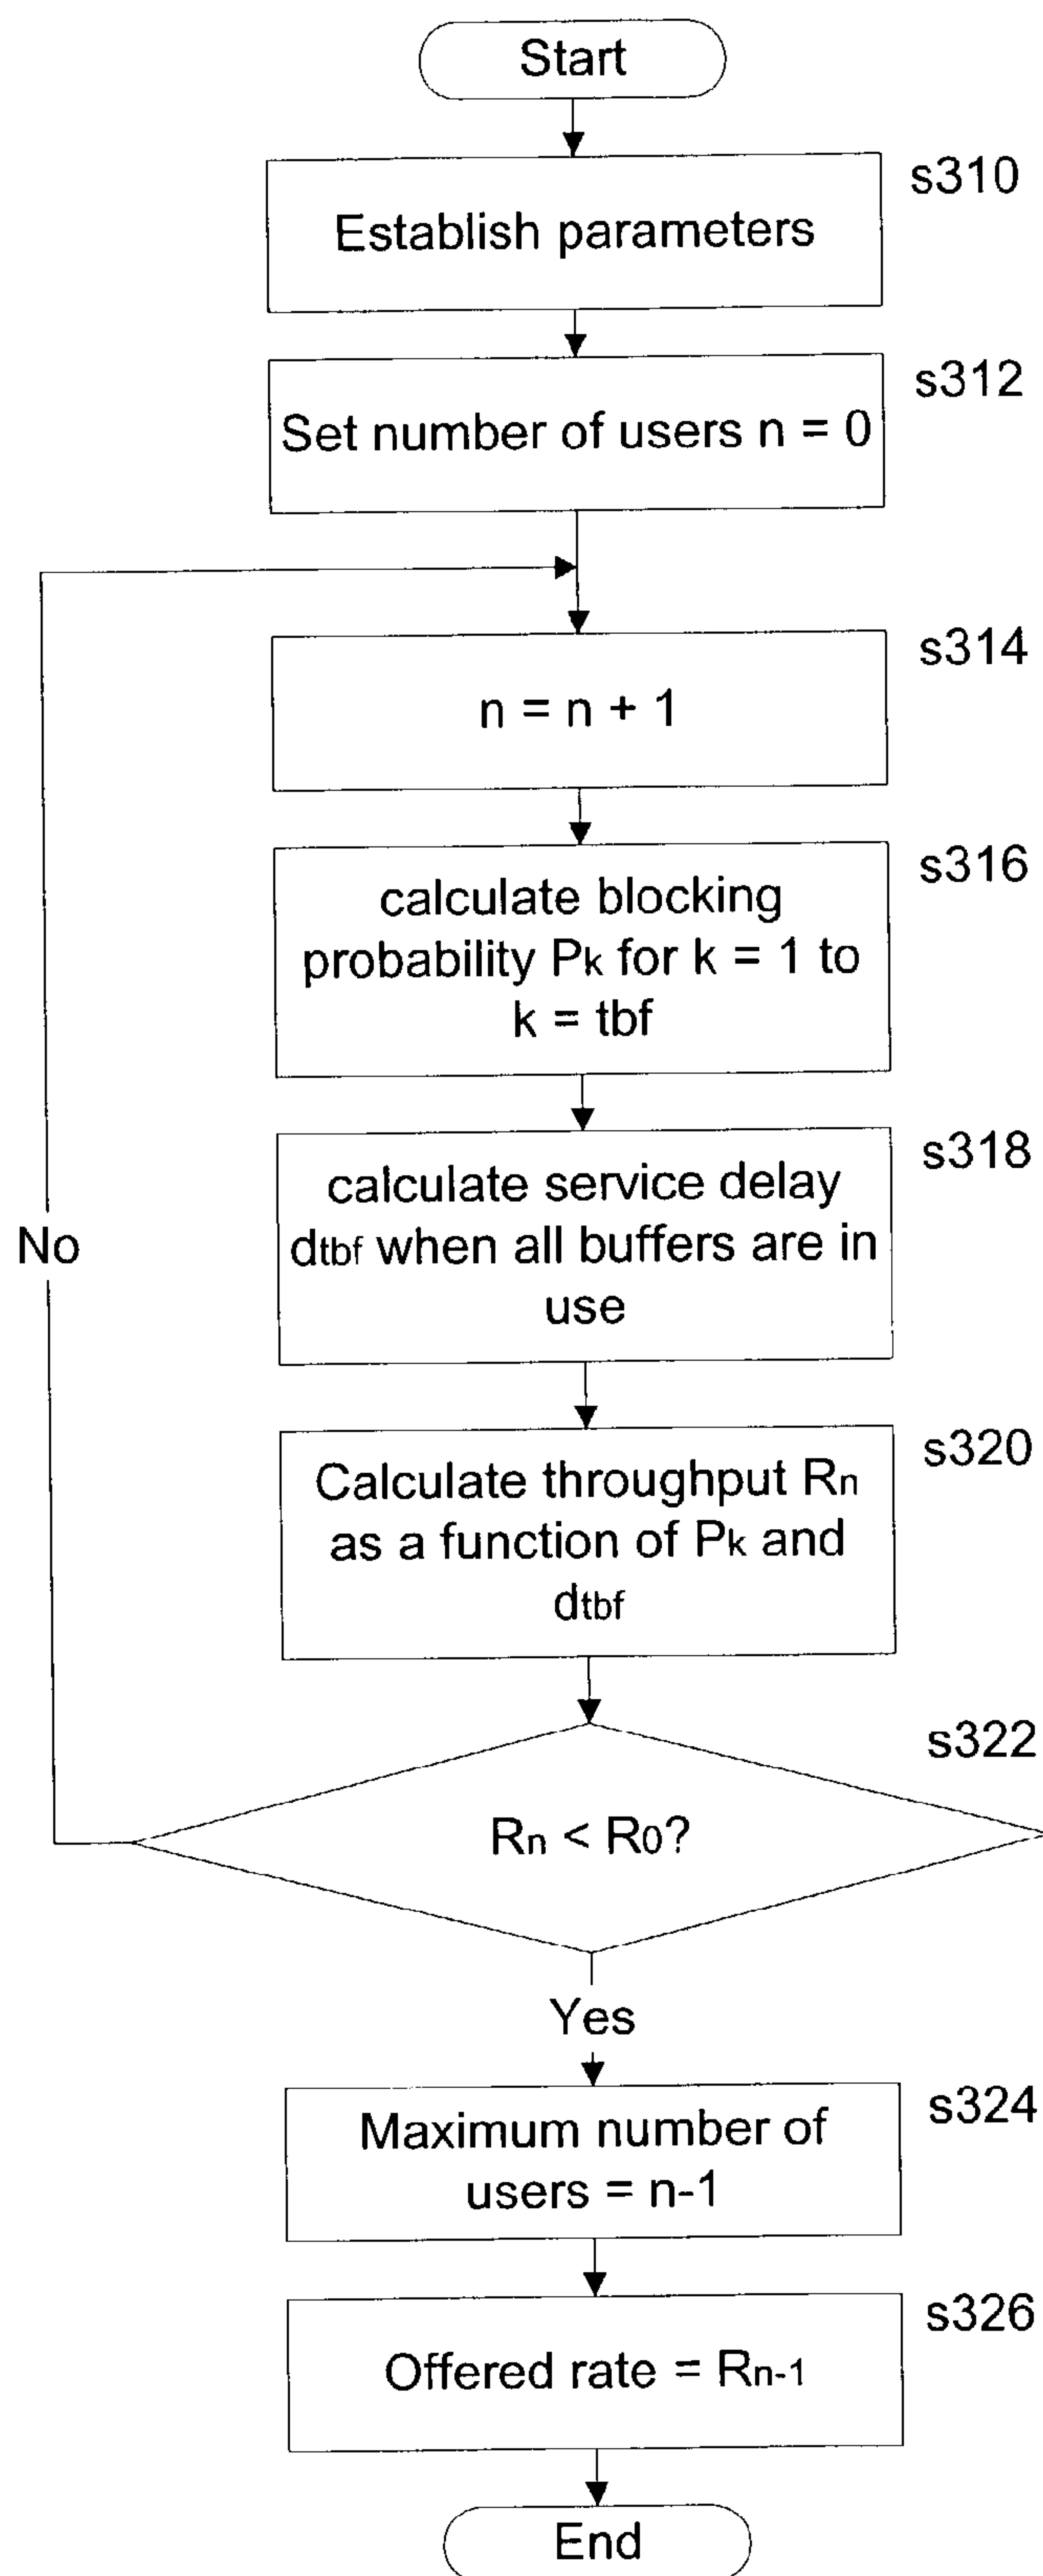 Start
s310
Establish parameters
s312
Set number of users n = 0
s314
n = n + 1
s316
calculate blocking
probability Pk for k = 1 to
k = tbf
s318
calculate service delay
dtbf when all buffers are in
use
No
s320
Calculate throughput Rn
as a function of Pk and
dtbf
s322
Rn < R0?
Yes
s324
Maximum number of
users = n-1
s326
Offered rate = Rn-1
End